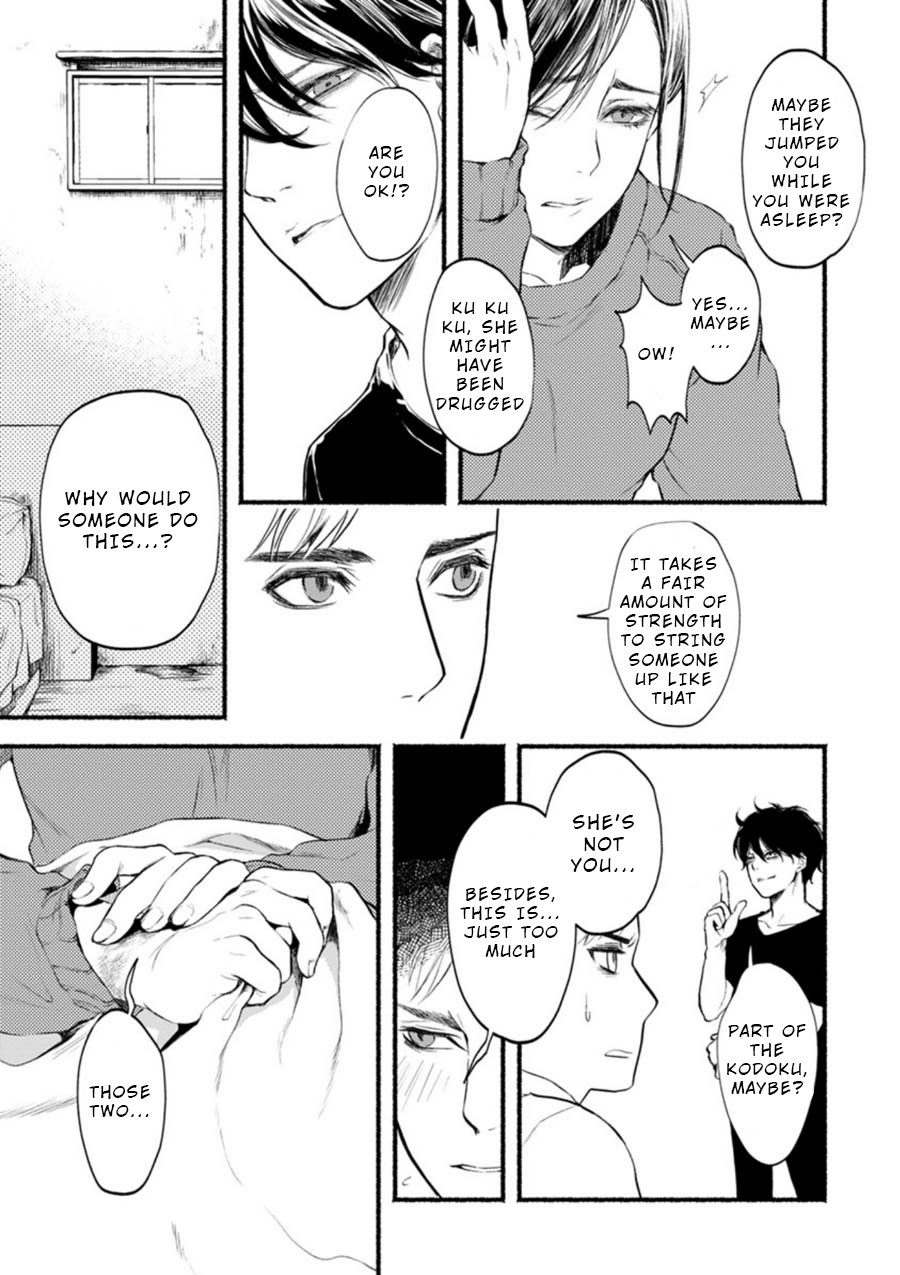 MAYBE
THEY
JUMPED
YOU
WHILE
YOU WERE
ASLEEP?
YES...
MAYBE
...
OW!
ARE
YOU
OK!?
KU KU
KU, SHE
MIGHT
HAVE
BEEN
DRUGGED
WHY WOULD
SOMEONE DO
THIS...?
IT TAKES
A FAIR
AMOUNT OF
STRENGTH
TO STRING
SOMEONE
UP LIKE
THAT
PART OF
THE
KODOKU,
MAYBE?
SHE'S
NOT
YOU...
BESIDES,
THIS IS...
JUST TOO
MUCH
THOSE
TWO...